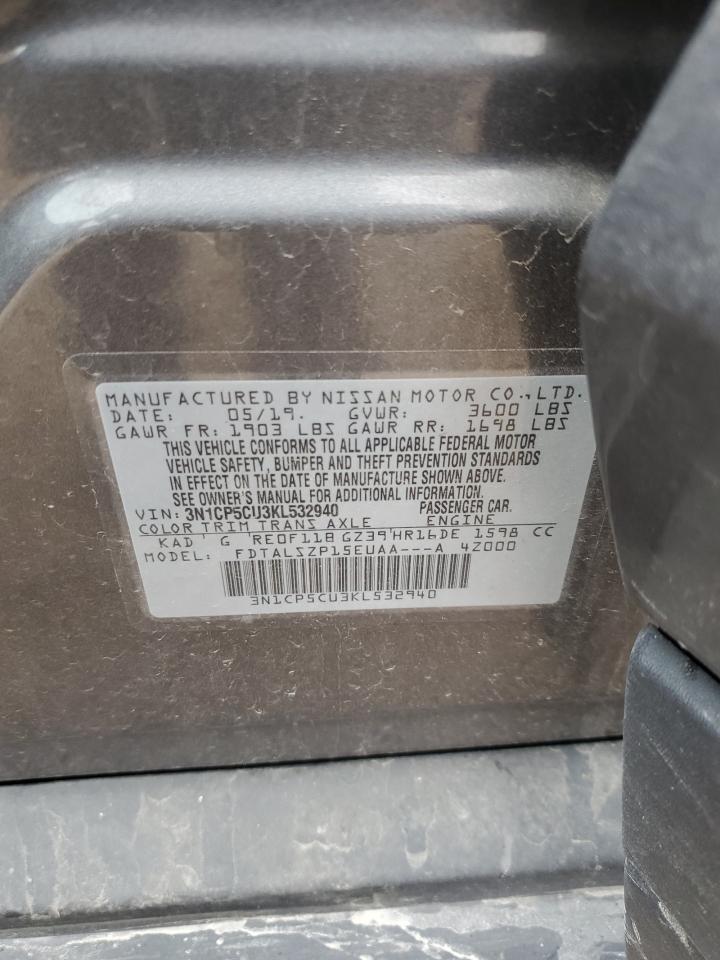 MANUFACTURED BY NISSAN MOTOR CO., LTD.
DATE: 05/19. GVWR: 3600 LBS
GAWR FR: 1903 LBS GAWR RR: 1698 LBS
THIS VEHICLE CONFORMS TO ALL APPLICABLE FEDERAL MOTOR
VEHICLE SAFETY, BUMPER AND THEFT PREVENTION STANDARDS
IN EFFECT ON THE DATE OF MANUFACTURE SHOWN ABOVE.
SEE OWNER'S MANUAL FOR ADDITIONAL INFORMATION.
VIN: 3N1CP5CU3KL532940 PASSENGER CAR.
COLOR TRIM TRANS AXLE ENGINE
KAD G RE0F11B GZ39 HR16DE 1598 CC
MODEL: FDTALSZP15EUAA---A 4Z000
3N1CP5CU3KL532940